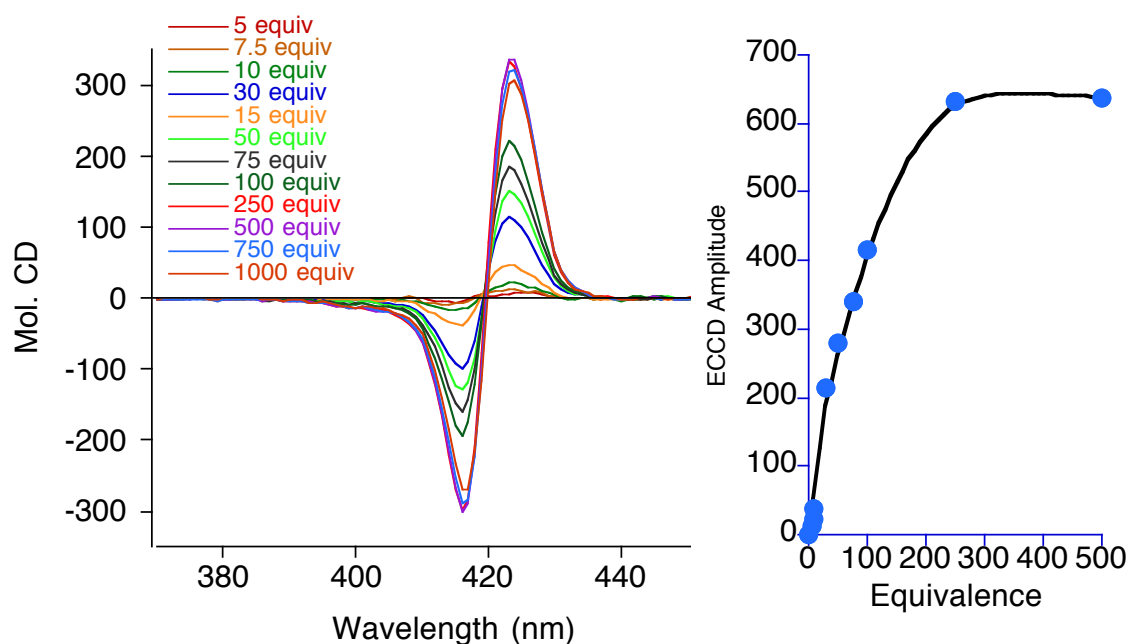 5 equiv
7.5 equiv
10 equiv
30 equiv
15 equiv
50 equiv
75 equiv
100 equiv
250 equiv
500 equiv
750 equiv
1000 equiv
Mol. CD
300
200
100
0
-100
-200
-300
380
400
420
440
Wavelength (nm)
ECCD Amplitude
700
600
500
400
300
200
100
0
0
100
200
300
400
500
Equivalence